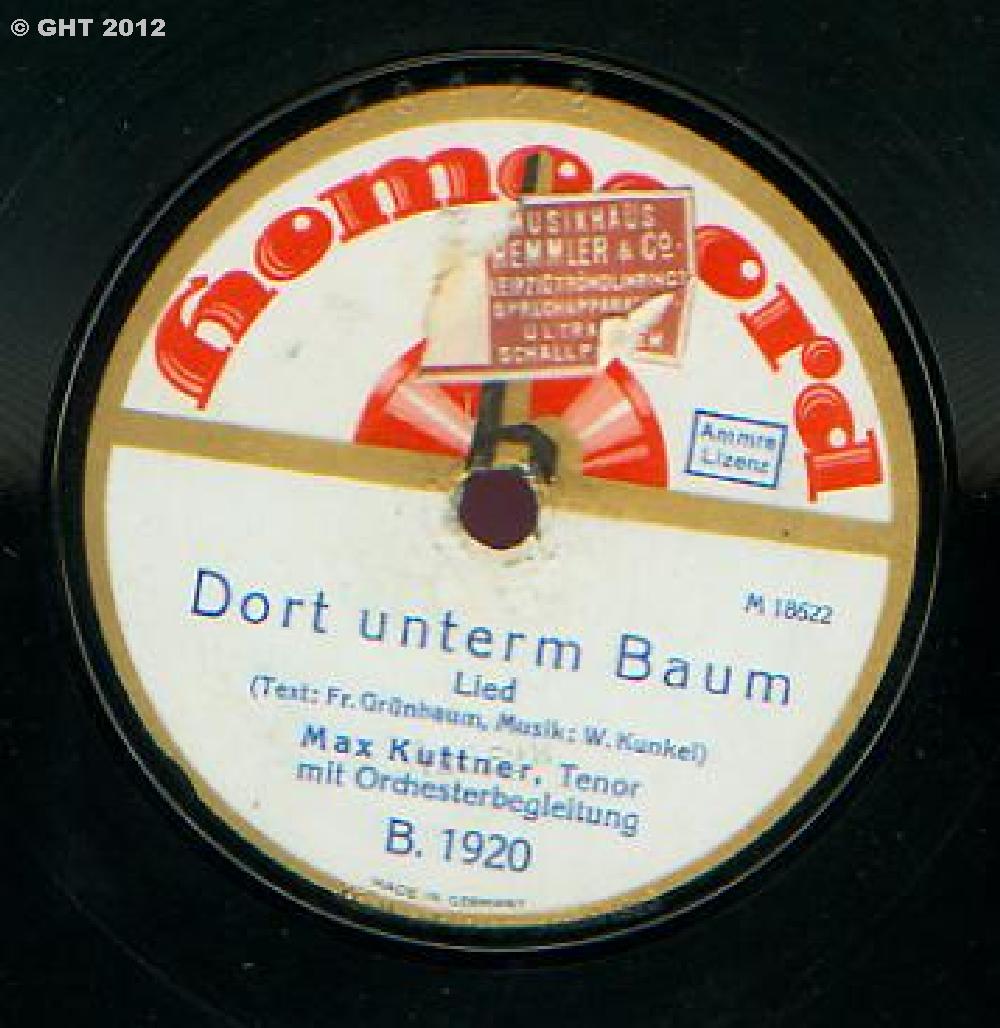 © GHT 2012
homocord
MUSIKHAUS
HEMMLER & Co.
ULTRA
SCHALLP
Ammre
Lizenz
M 18622
Dort unterm Baum
Lied
(Text: Fr. Grünbaum, Musik: W. Kunkel)
Max Kuttner, Tenor
mit Orchesterbegleitung
B. 1920
MADE IN GERMANY